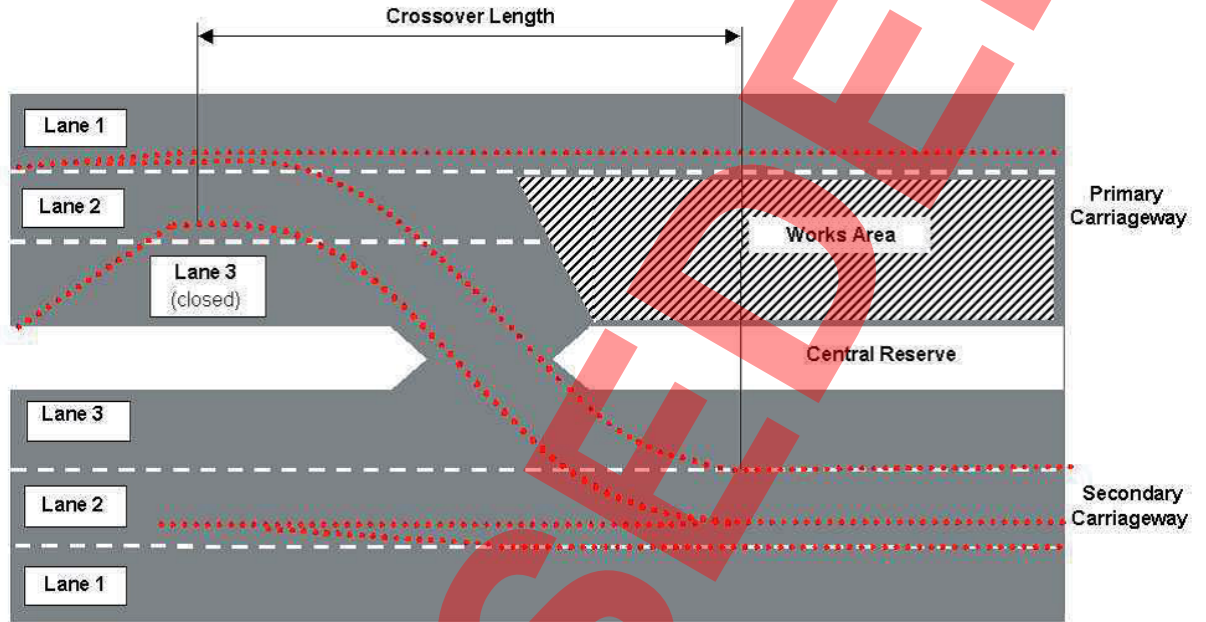 Crossover Length
Lane 1
Lane 2
Primary
Carriageway
Works Area
Lane 3
(closed)
Central Reserve
Lane 3
Lane 2
Secondary
Carriageway
Lane 1
SEDE